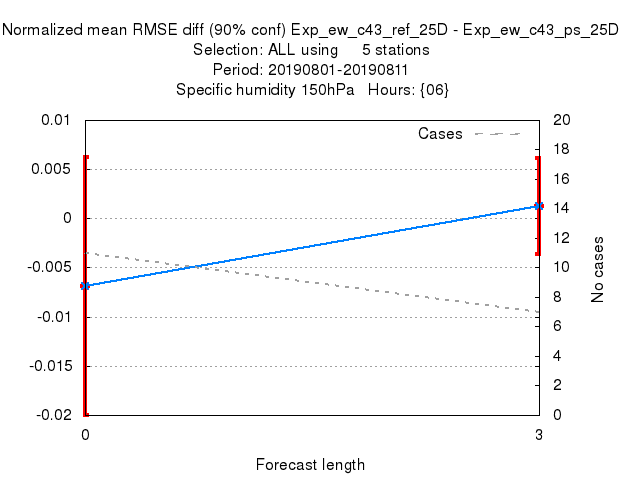 Normalized mean RMSE diff (90% conf) Exp_ew_c43_ref_25D - Exp_ew_c43_ps_25D
Selection: ALL using 5 stations
Period: 20190801-20190811
Specific humidity 150hPa Hours: {06}
0.01
0.005
0
-0.005
-0.01
-0.015
-0.02
Cases
20
18
16
14
12
10
8
6
4
2
0
No cases
0
3
Forecast length